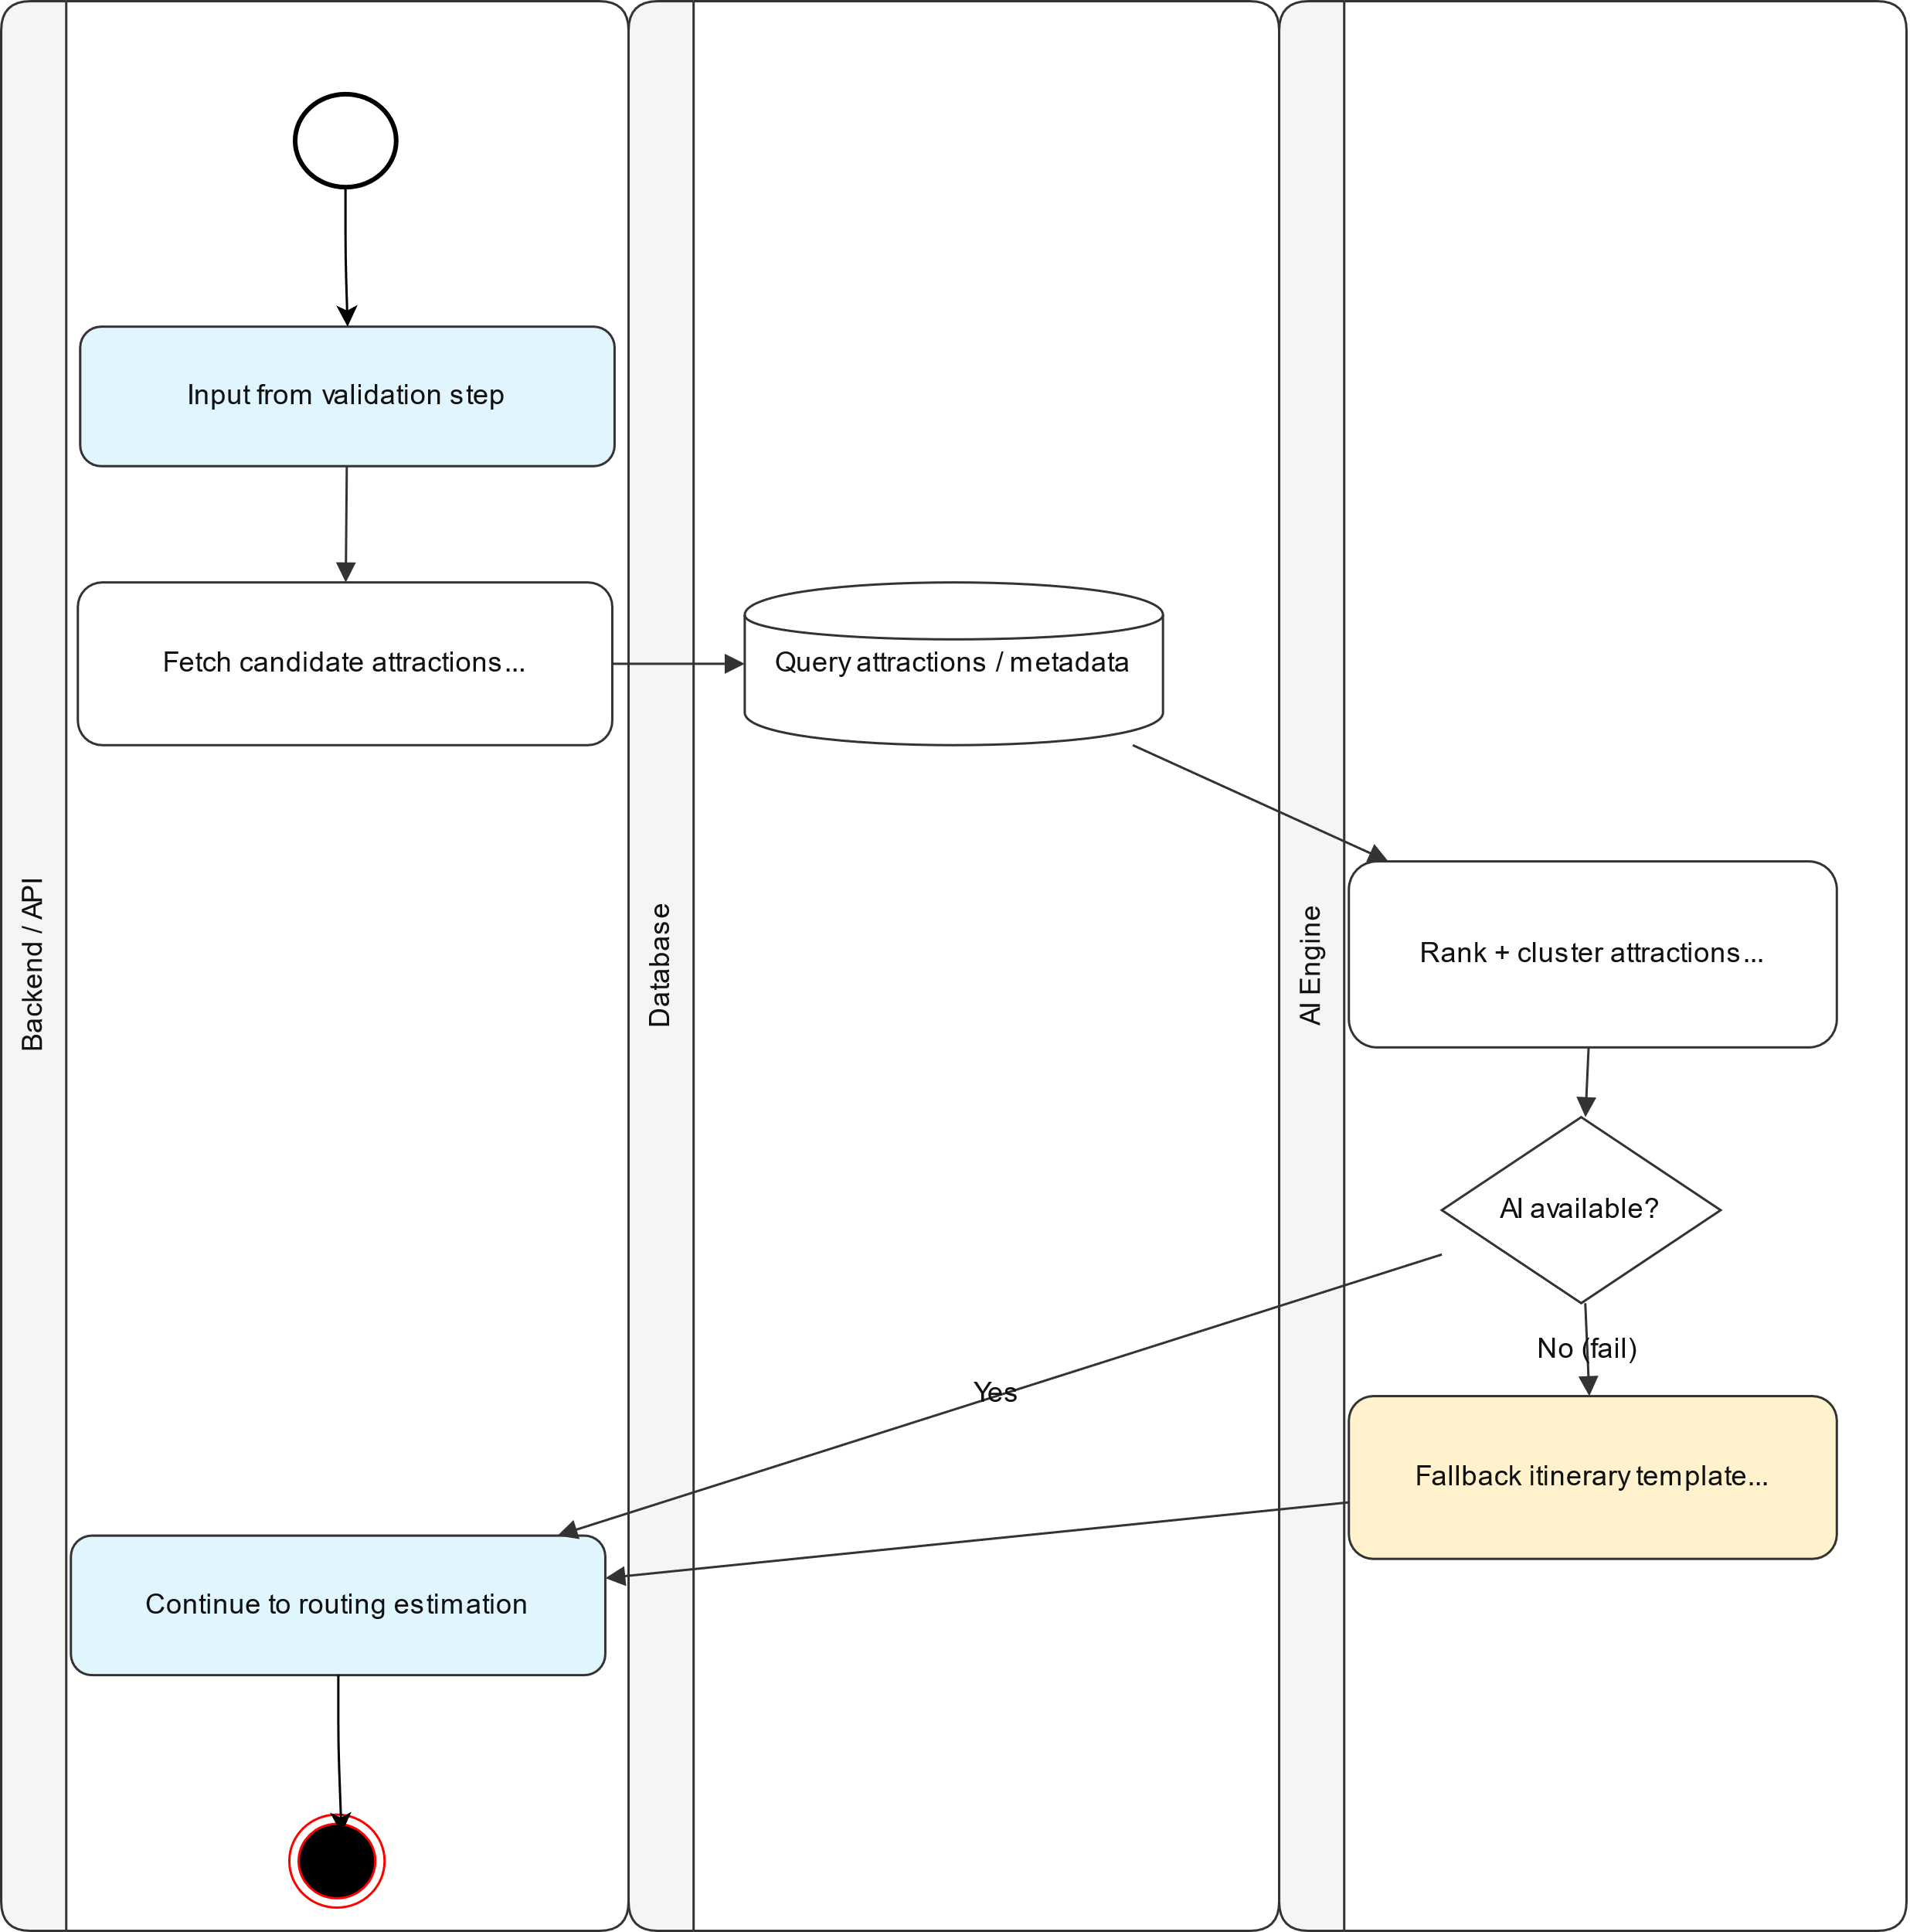 Backend / API
Database
AI Engine
Input from validation step
Fetch candidate attractions...
Query attractions / metadata
Rank + cluster attractions...
AI available?
No (fail)
Yes
Fallback itinerary template...
Continue to routing estimation